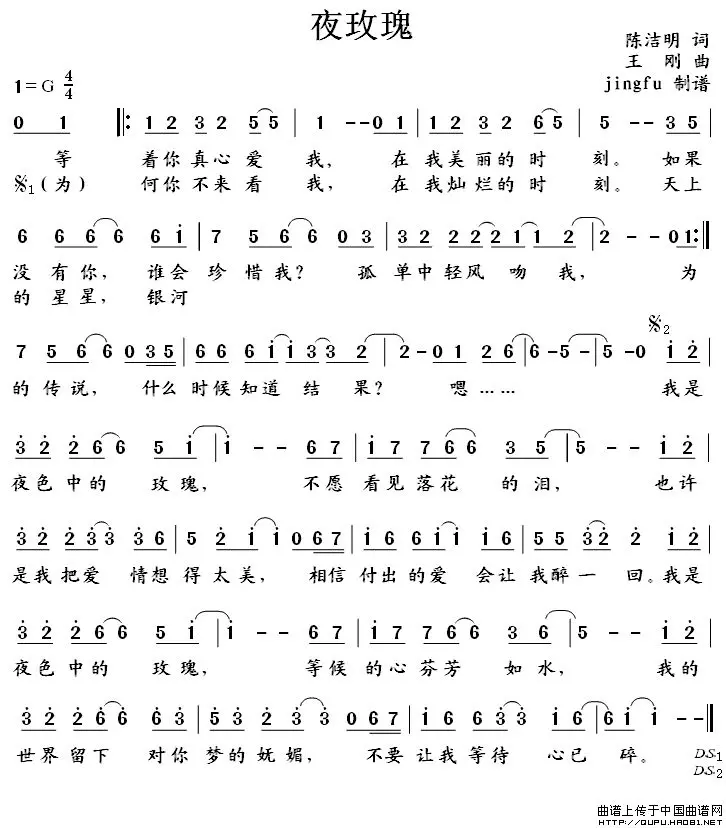 夜玫瑰
陈洁明 词
王 刚 曲
jingfu 制谱
1=G 4/4
0 1 ‖: 1 2 3 2 5 5 | 1 - - 0 1 | 1 2 3 2 6 5 | 5 - - 3 5 |
等 着你真心爱 我, 在我美丽的时 刻。 如果
𝄋1 (为) 何你不来看 我, 在我灿烂的时 刻。 天上
6 6 6 6 6 i | 7 5 6 6 0 3 | 3 2 2 2 2 1 1 2 | 2 - - 0 1 :‖
没有你, 谁会珍惜我? 孤单中轻风吻我, 为
的星星, 银河
𝄋2
7 5 6 6 0 3 5 | 6 6 6 i i 3 3 2 | 2 - 0 1 2 6 | 6 - 5 - | 5 - 0 i 2 |
的传说, 什么时候知道结果? 嗯…… 我是
3 2 2 6 6 5 i | i - - 6 7 | i 7 7 6 6 3 5 | 5 - - i 2 |
夜色中的 玫瑰, 不愿看见落花 的泪, 也许
3 2 2 3 3 3 6 | 5 2 i i 0 6 7 | i 6 6 i i i 6 | 5 5 3 2 2 i 2 |
是我把爱 情想得太美, 相信付出的爱 会让我醉一 回。我是
3 2 2 6 6 5 i | i - - 6 7 | i 7 7 6 6 3 6 | 5 - - i 2 |
夜色中的 玫瑰, 等候的心芬芳 如水, 我的
3 2 2 6 6 6 3 | 5 3 2 3 3 0 6 7 | i 6 6 3 3 i 6 | 6 i i - - ‖
世界留下 对你梦的妩媚, 不要让我等待 心已碎。 D.S.1
D.S.2
曲谱上传于中国曲谱网
http://QUPU.HAO81.NET